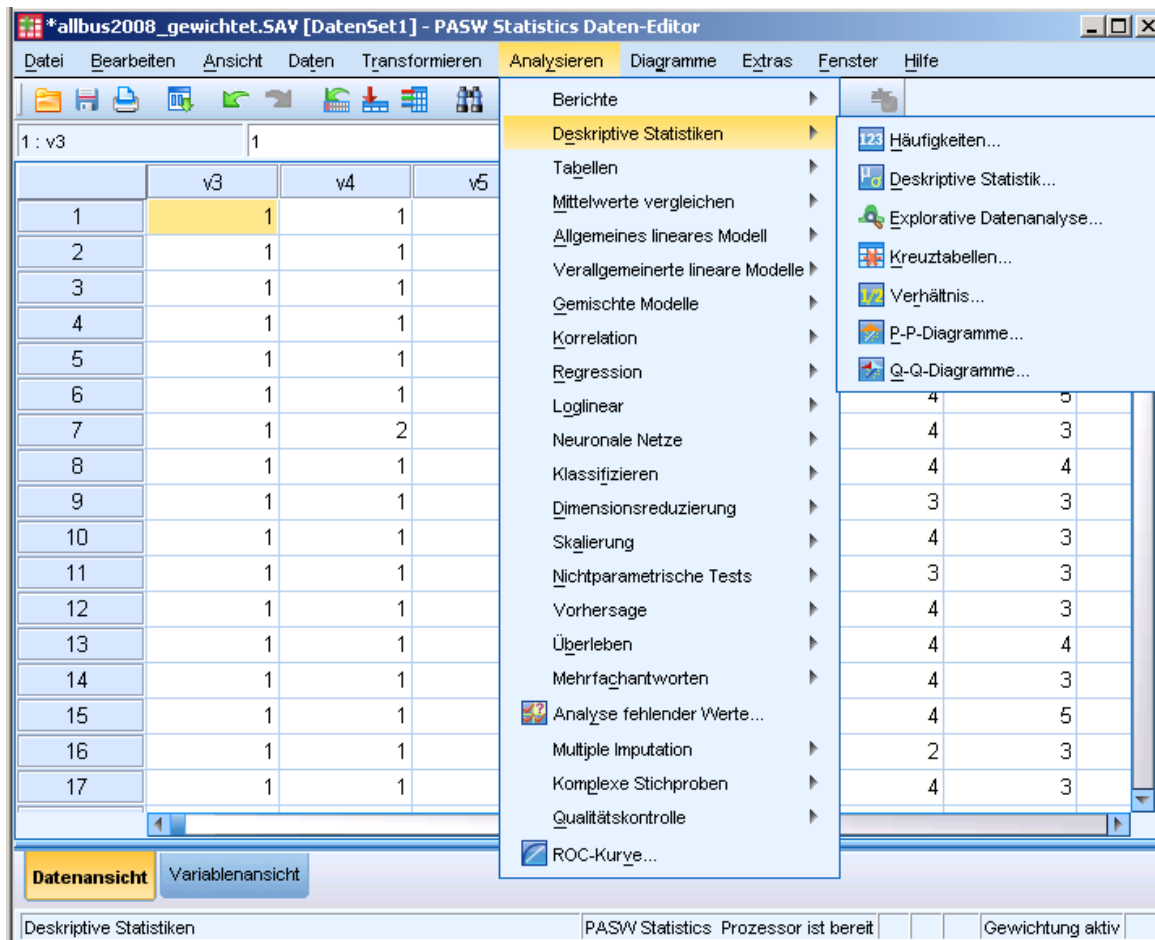 *allbus2008_gewichtet.SAV [DatenSet1] - PASW Statistics Daten-Editor
Datei Bearbeiten Ansicht Daten Transformieren Analysieren Diagramme Extras Fenster Hilfe
1 : v3 1
v3 v4 v5
1 1 1
2 1 1
3 1 1
4 1 1
5 1 1
6 1 1 4 5
7 1 2 4 3
8 1 1 4 4
9 1 1 3 3
10 1 1 4 3
11 1 1 3 3
12 1 1 4 3
13 1 1 4 4
14 1 1 4 3
15 1 1 4 5
16 1 1 2 3
17 1 1 4 3
Berichte
Deskriptive Statistiken
Tabellen
Mittelwerte vergleichen
Allgemeines lineares Modell
Verallgemeinerte lineare Modelle
Gemischte Modelle
Korrelation
Regression
Loglinear
Neuronale Netze
Klassifizieren
Dimensionsreduzierung
Skalierung
Nichtparametrische Tests
Vorhersage
Überleben
Mehrfachantworten
Analyse fehlender Werte...
Multiple Imputation
Komplexe Stichproben
Qualitätskontrolle
ROC-Kurve...
123 Häufigkeiten...
μσ Deskriptive Statistik...
Explorative Datenanalyse...
Kreuztabellen...
1/2 Verhältnis...
P-P-Diagramme...
Q-Q-Diagramme...
Datenansicht Variablenansicht
Deskriptive Statistiken PASW Statistics Prozessor ist bereit Gewichtung aktiv